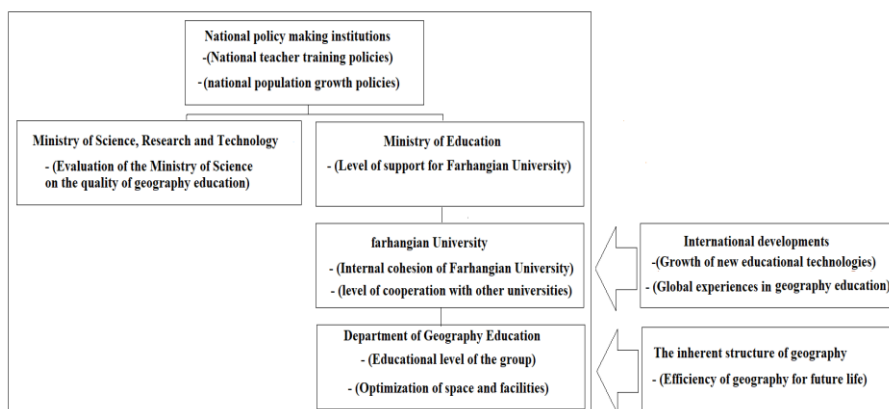 National policy making institutions
-(National teacher training policies)
- (national population growth policies)
Ministry of Science, Research and Technology
- (Evaluation of the Ministry of Science
on the quality of geography education)
Ministry of Education
- (Level of support for Farhangian University)
farhangian University
- (Internal cohesion of Farhangian University)
- (level of cooperation with other universities)
International developments
-(Growth of new educational technologies)
- (Global experiences in geography education)
Department of Geography Education
- (Educational level of the group)
- (Optimization of space and facilities)
The inherent structure of geography
- (Efficiency of geography for future life)